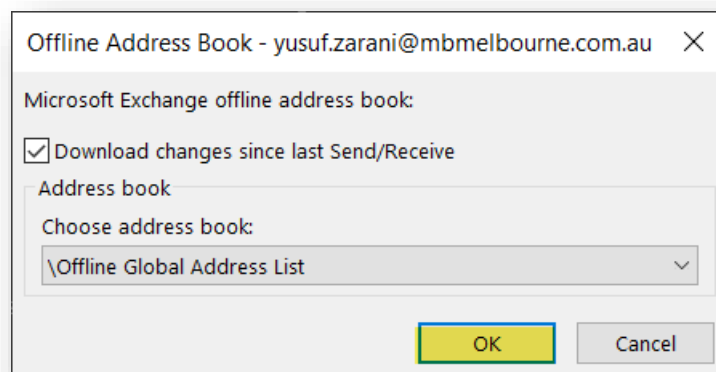 Offline Address Book - yusuf.zarani@mbmelbourne.com.au
Microsoft Exchange offline address book:
Download changes since last Send/Receive
Address book
Choose address book:
\Offline Global Address List
OK Cancel